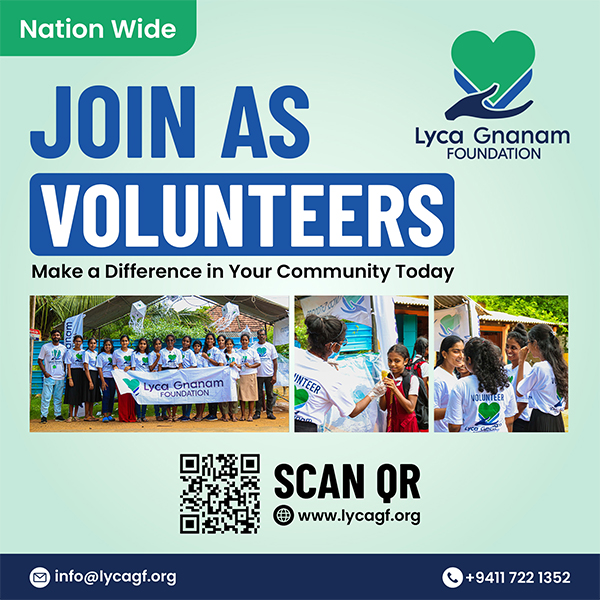 Nation Wide
JOIN AS
Lyca Gnanam
FOUNDATION
VOLUNTEERS
Make a Difference in Your Community Today
Lyca Gnanam
FOUNDATION
VOLUNTEER
SCAN QR
www.lycagf.org
info@lycagf.org
+9411 722 1352